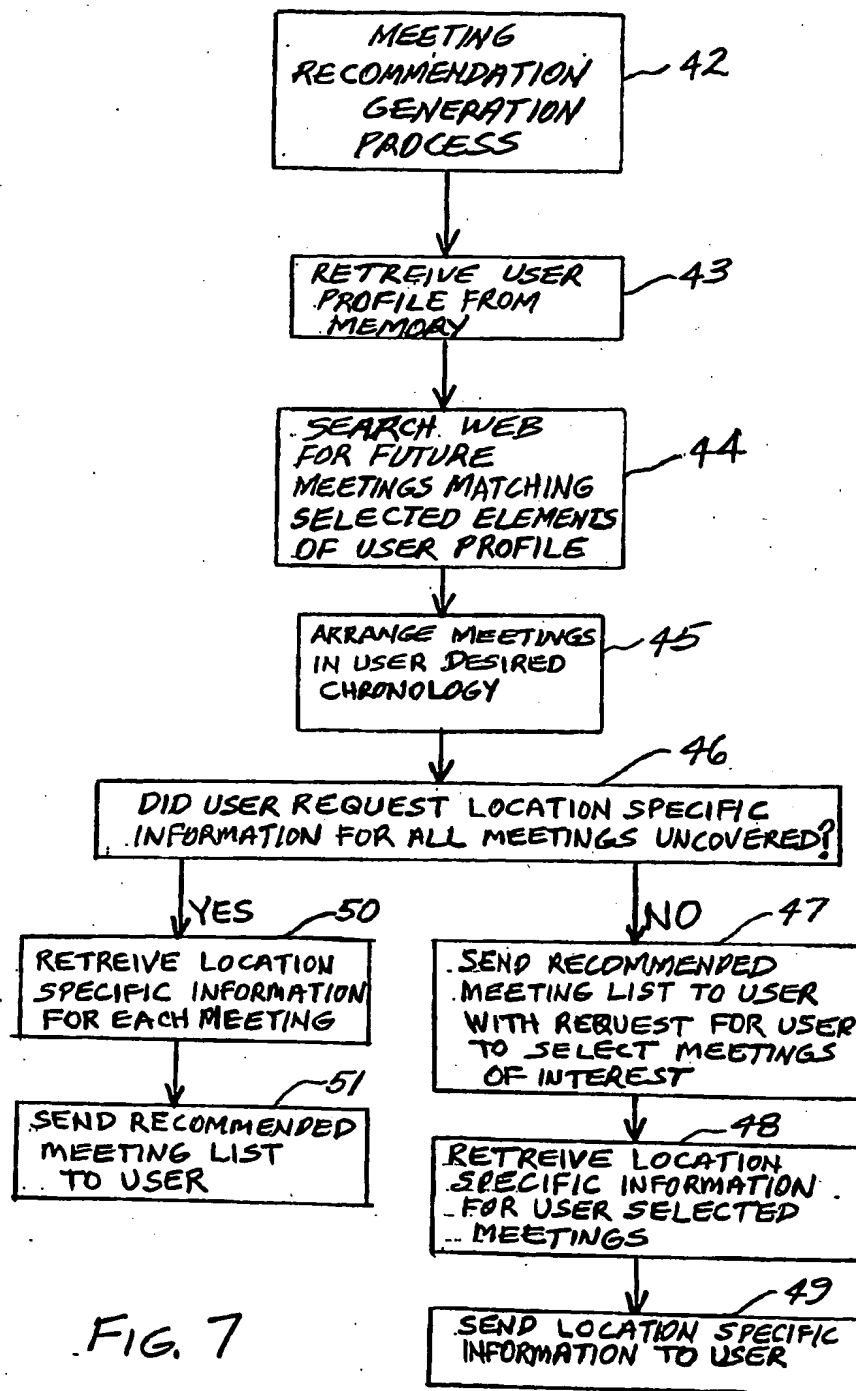 MEETING
RECOMMENDATION
GENERATION
PROCESS
42
RETREIVE USER
PROFILE FROM
MEMORY
43
SEARCH WEB
FOR FUTURE
MEETINGS MATCHING
SELECTED ELEMENTS
OF USER PROFILE
44
ARRANGE MEETINGS
IN USER DESIRED
CHRONOLOGY
45
46
DID USER REQUEST LOCATION SPECIFIC
INFORMATION FOR ALL MEETINGS UNCOVERED?
YES
50
RETREIVE LOCATION
SPECIFIC INFORMATION
FOR EACH MEETING
51
SEND RECOMMENDED
MEETING LIST
TO USER
NO
47
SEND RECOMMENDED
MEETING LIST TO USER
WITH REQUEST FOR USER
TO SELECT MEETINGS
OF INTEREST
48
RETREIVE LOCATION
SPECIFIC INFORMATION
FOR USER SELECTED
MEETINGS
49
SEND LOCATION SPECIFIC
INFORMATION TO USER
FIG. 7